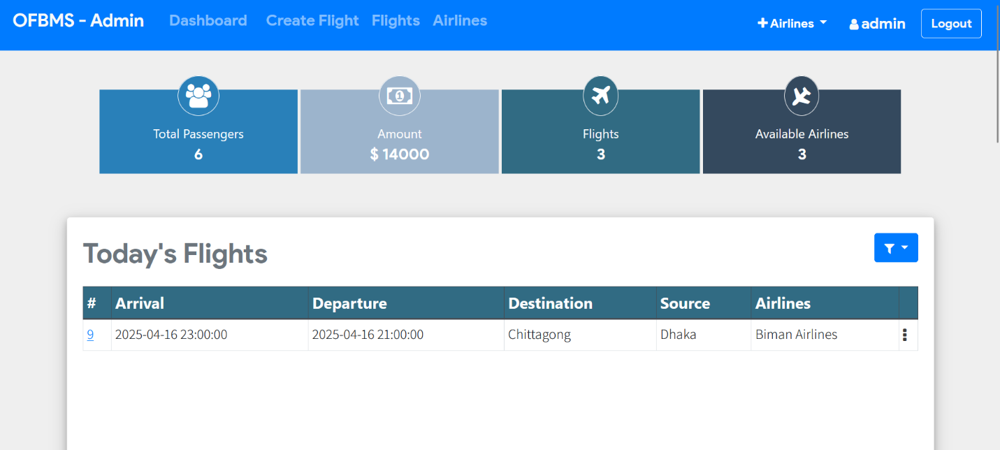 OFBMS - Admin Dashboard Create Flight Flights Airlines Airlines admin Logout
Total Passengers Amount Flights Available Airlines
6 $ 14000 3 3
Today's Flights
# Arrival Departure Destination Source Airlines
9 2025-04-16 23:00:00 2025-04-16 21:00:00 Chittagong Dhaka Biman Airlines